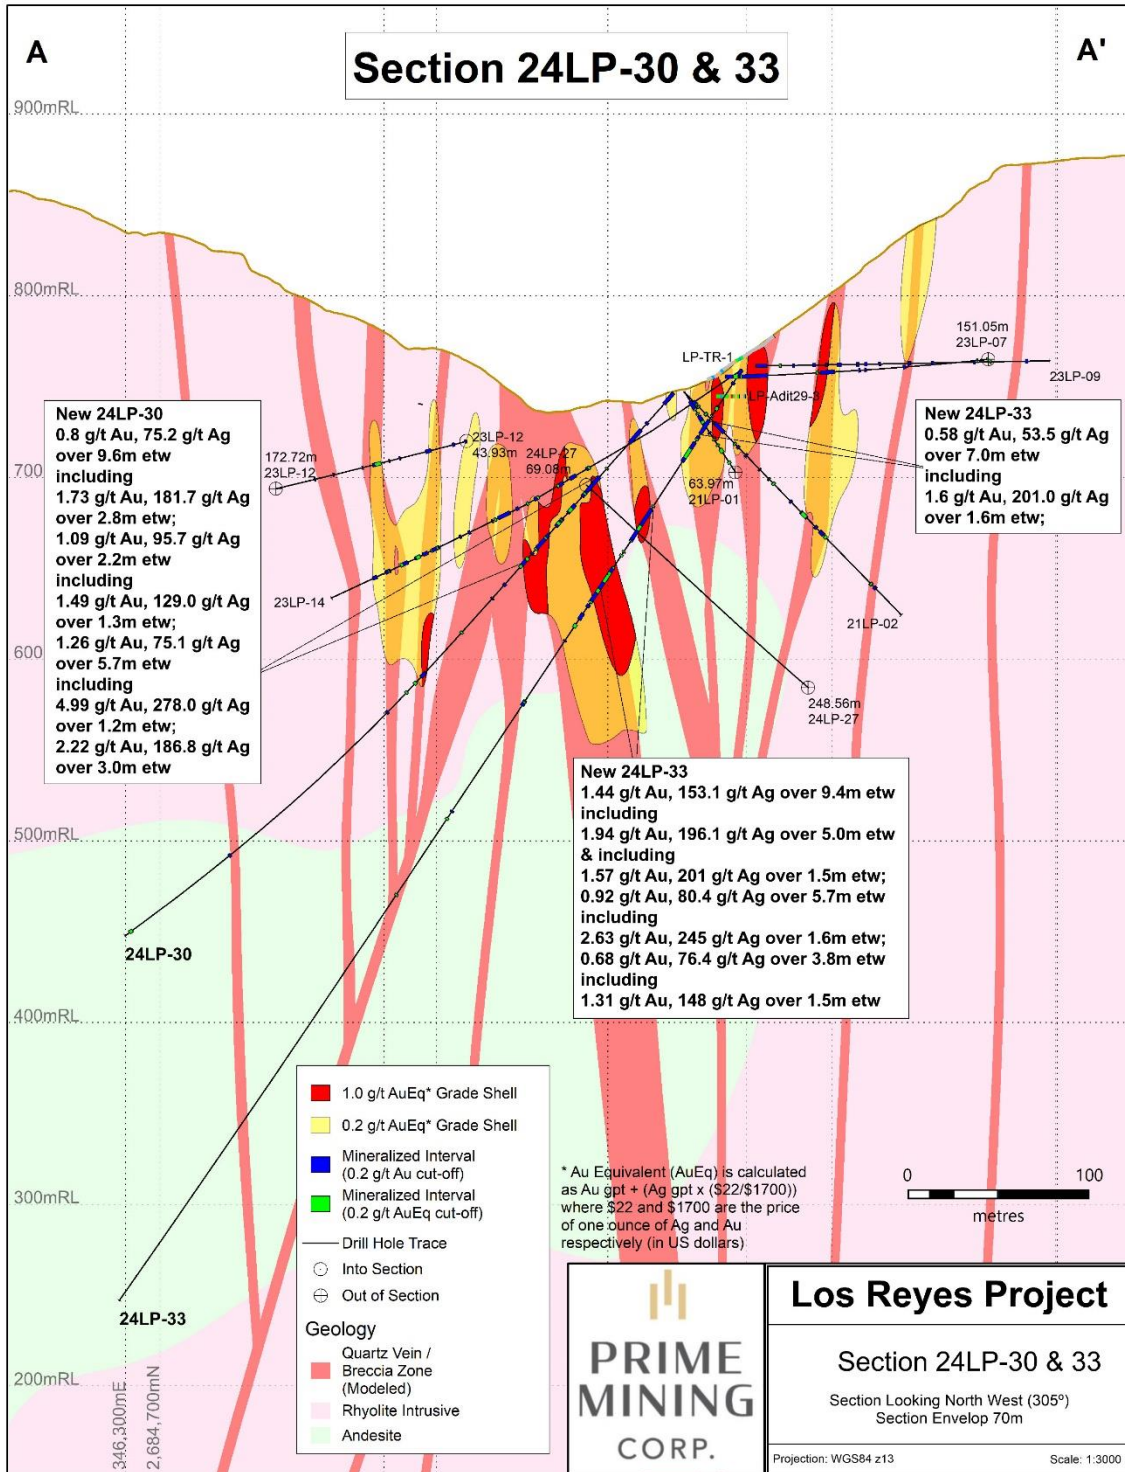 A
Section 24LP-30 & 33
A'
900mRL
800mRL
700
600
500mRL
400mRL
300mRL
200mRL
346,300mE
2,684,700mN
LP-TR-1
LP-Adit29-3
151.05m
23LP-07
23LP-09
23LP-12
43.93m
172.72m
23LP-12
24LP-27
69.08m
63.97m
21LP-01
23LP-14
21LP-02
248.56m
24LP-27
24LP-30
24LP-33
New 24LP-30
0.8 g/t Au, 75.2 g/t Ag
over 9.6m etw
including
1.73 g/t Au, 181.7 g/t Ag
over 2.8m etw;
1.09 g/t Au, 95.7 g/t Ag
over 2.2m etw
including
1.49 g/t Au, 129.0 g/t Ag
over 1.3m etw;
1.26 g/t Au, 75.1 g/t Ag
over 5.7m etw
including
4.99 g/t Au, 278.0 g/t Ag
over 1.2m etw;
2.22 g/t Au, 186.8 g/t Ag
over 3.0m etw
New 24LP-33
0.58 g/t Au, 53.5 g/t Ag
over 7.0m etw
including
1.6 g/t Au, 201.0 g/t Ag
over 1.6m etw;
New 24LP-33
1.44 g/t Au, 153.1 g/t Ag over 9.4m etw
including
1.94 g/t Au, 196.1 g/t Ag over 5.0m etw
& including
1.57 g/t Au, 201 g/t Ag over 1.5m etw;
0.92 g/t Au, 80.4 g/t Ag over 5.7m etw
including
2.63 g/t Au, 245 g/t Ag over 1.6m etw;
0.68 g/t Au, 76.4 g/t Ag over 3.8m etw
including
1.31 g/t Au, 148 g/t Ag over 1.5m etw
1.0 g/t AuEq* Grade Shell
0.2 g/t AuEq* Grade Shell
Mineralized Interval
(0.2 g/t Au cut-off)
Mineralized Interval
(0.2 g/t AuEq cut-off)
Drill Hole Trace
Into Section
Out of Section
Geology
Quartz Vein /
Breccia Zone
(Modeled)
Rhyolite Intrusive
Andesite
* Au Equivalent (AuEq) is calculated
as Au gpt + (Ag gpt x ($22/$1700))
where $22 and $1700 are the price
of one ounce of Ag and Au
respectively (in US dollars)
0 100
metres
PRIME
MINING
CORP.
Los Reyes Project
Section 24LP-30 & 33
Section Looking North West (305º)
Section Envelop 70m
Projection: WGS84 z13
Scale: 1:3000